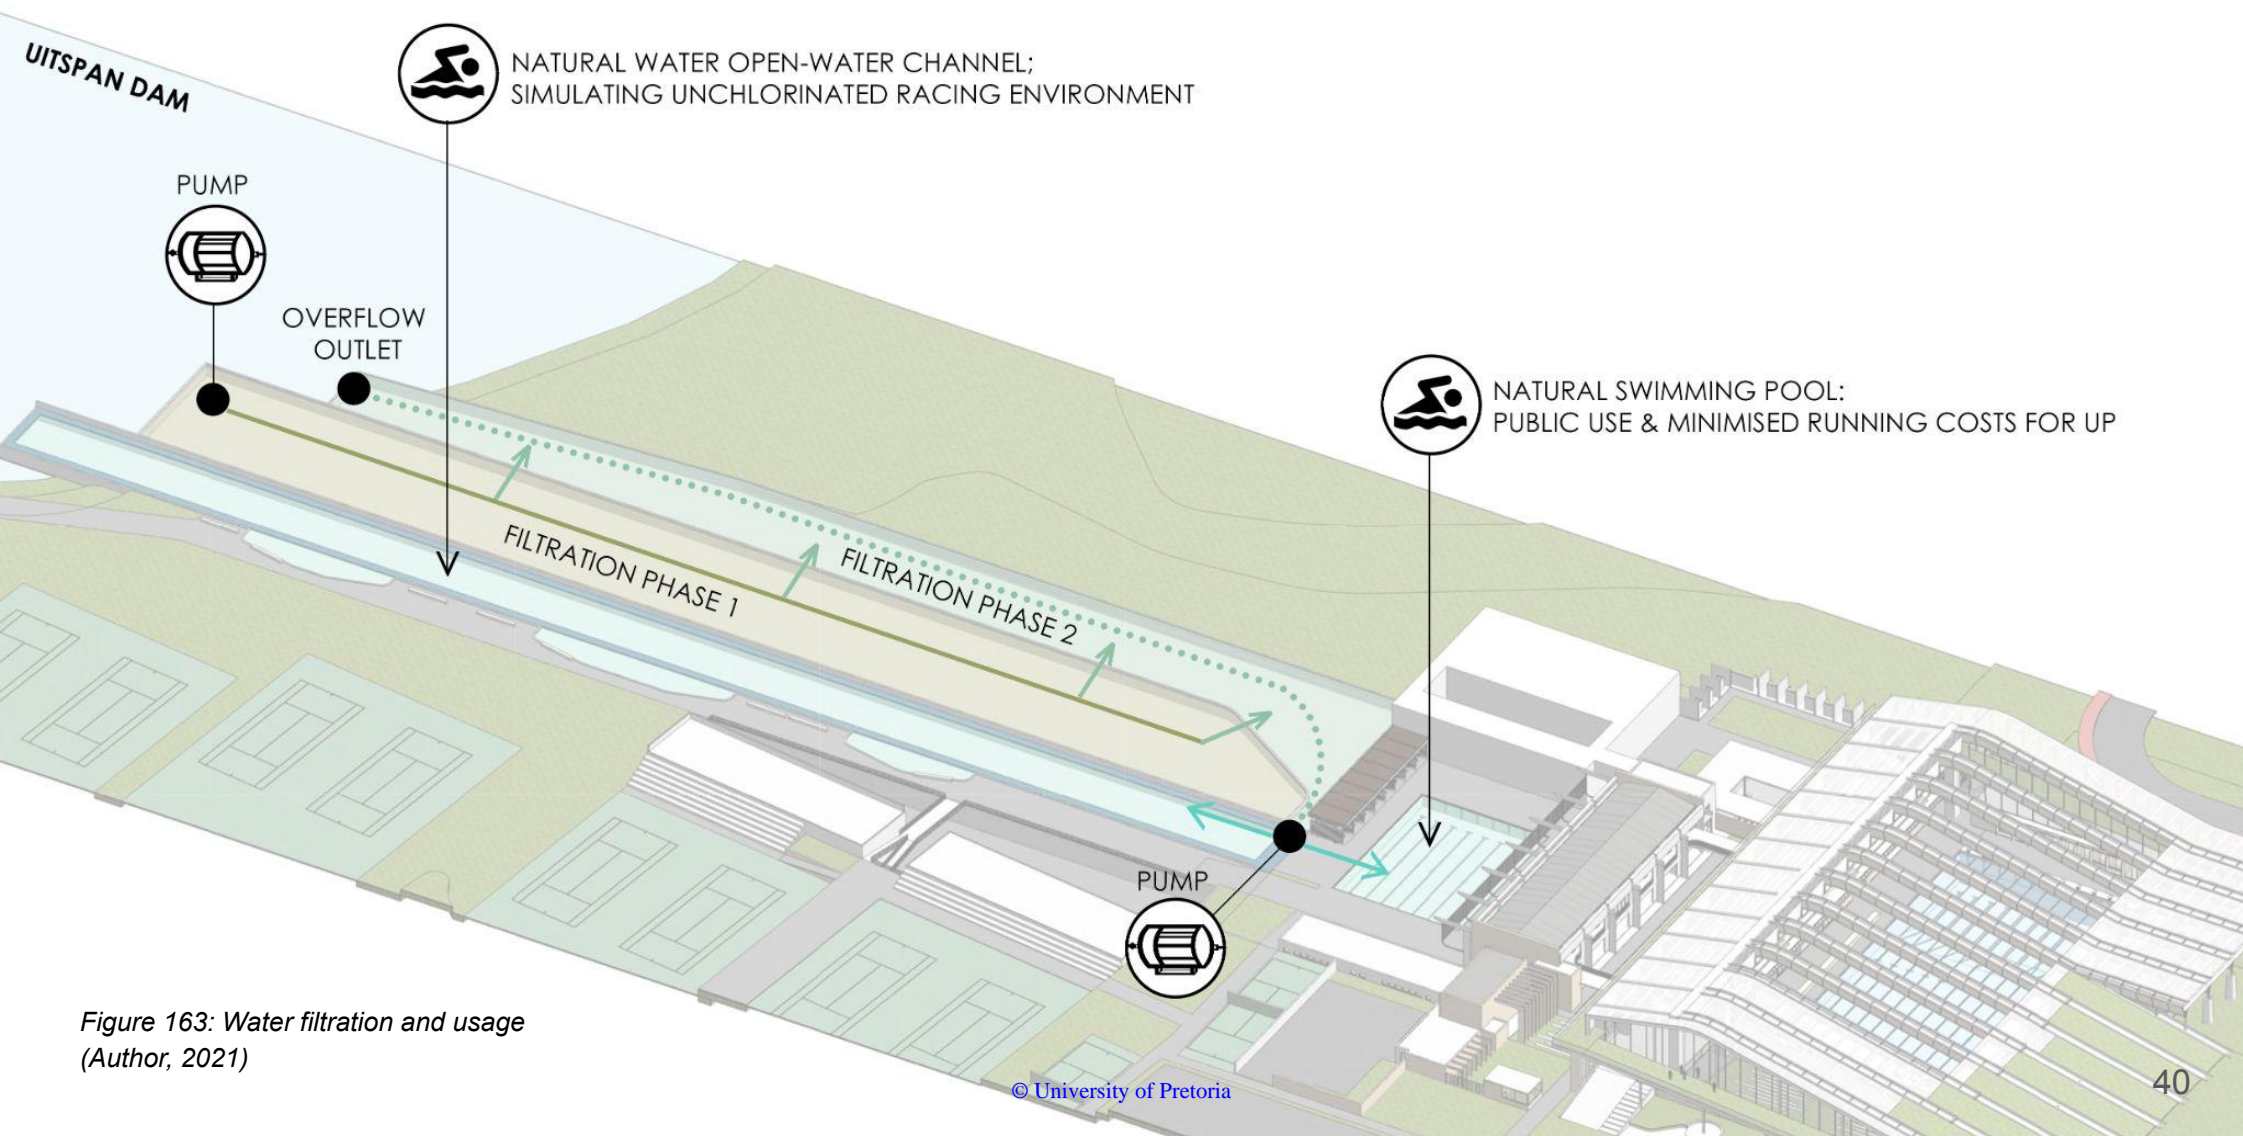 UITSPAN DAM
NATURAL WATER OPEN-WATER CHANNEL;
SIMULATING UNCHLORINATED RACING ENVIRONMENT
PUMP
OVERFLOW
OUTLET
NATURAL SWIMMING POOL:
PUBLIC USE & MINIMISED RUNNING COSTS FOR UP
FILTRATION PHASE 1
FILTRATION PHASE 2
PUMP
Figure 163: Water filtration and usage
(Author, 2021)
© University of Pretoria
40